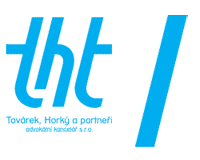 tht
Továrek, Horký a partneři
advokátní kancelář s.r.o.